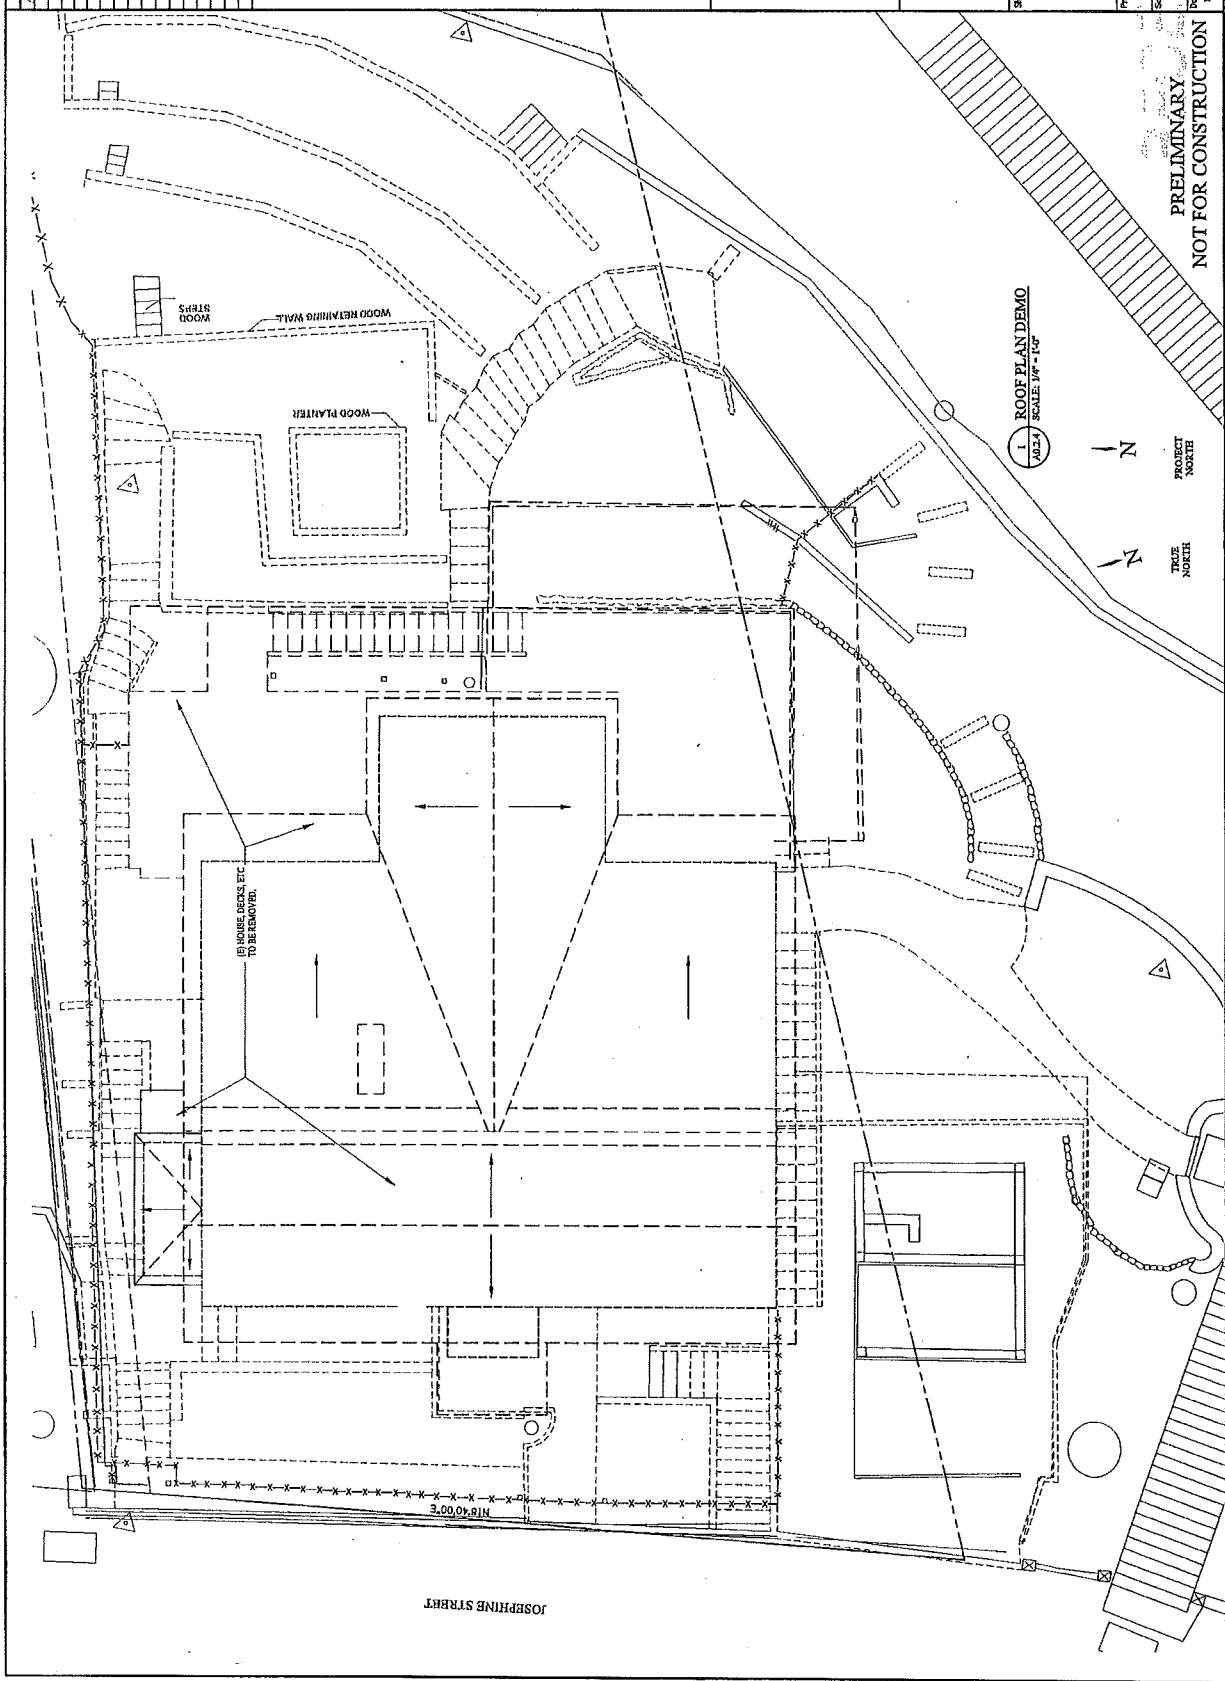 WOOD
STEPS
WOOD RETAINING WALL
WOOD PLANTER
(E) HOUSE, DECKS, ETC
TO BE REMOVED.
N18°40'00"E
JOSEPHINE STREET
1
A0.2.4
ROOF PLAN DEMO
SCALE: 1/4" = 1'-0"
N
PROJECT
NORTH
N
TRUE
NORTH
PRELIMINARY
NOT FOR CONSTRUCTION